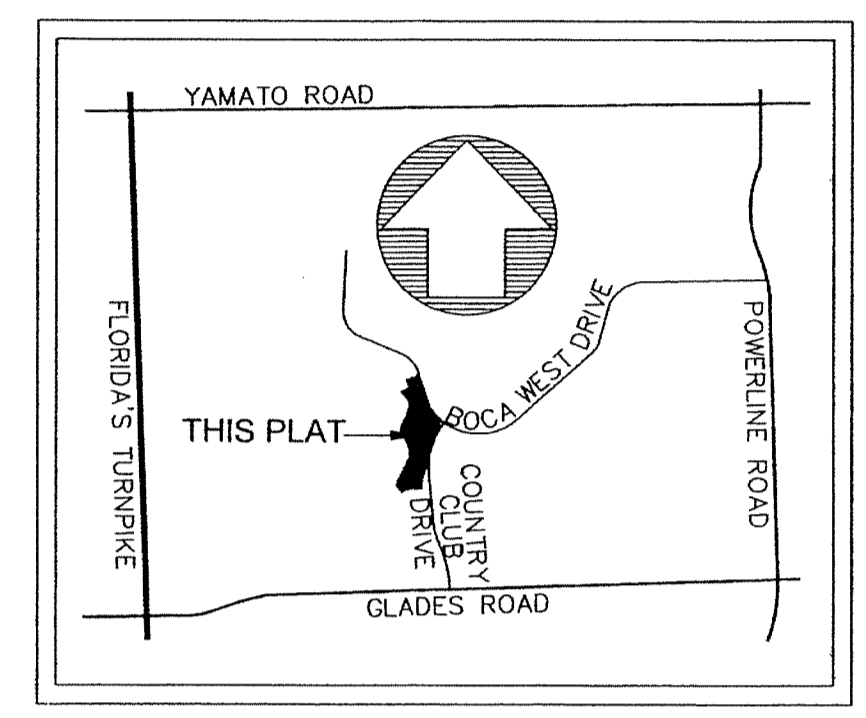 YAMATO ROAD
FLORIDA'S TURNPIKE
BOCA WEST DRIVE
POWERLINE ROAD
THIS PLAT
COUNTRY
CLUB
DRIVE
GLADES ROAD